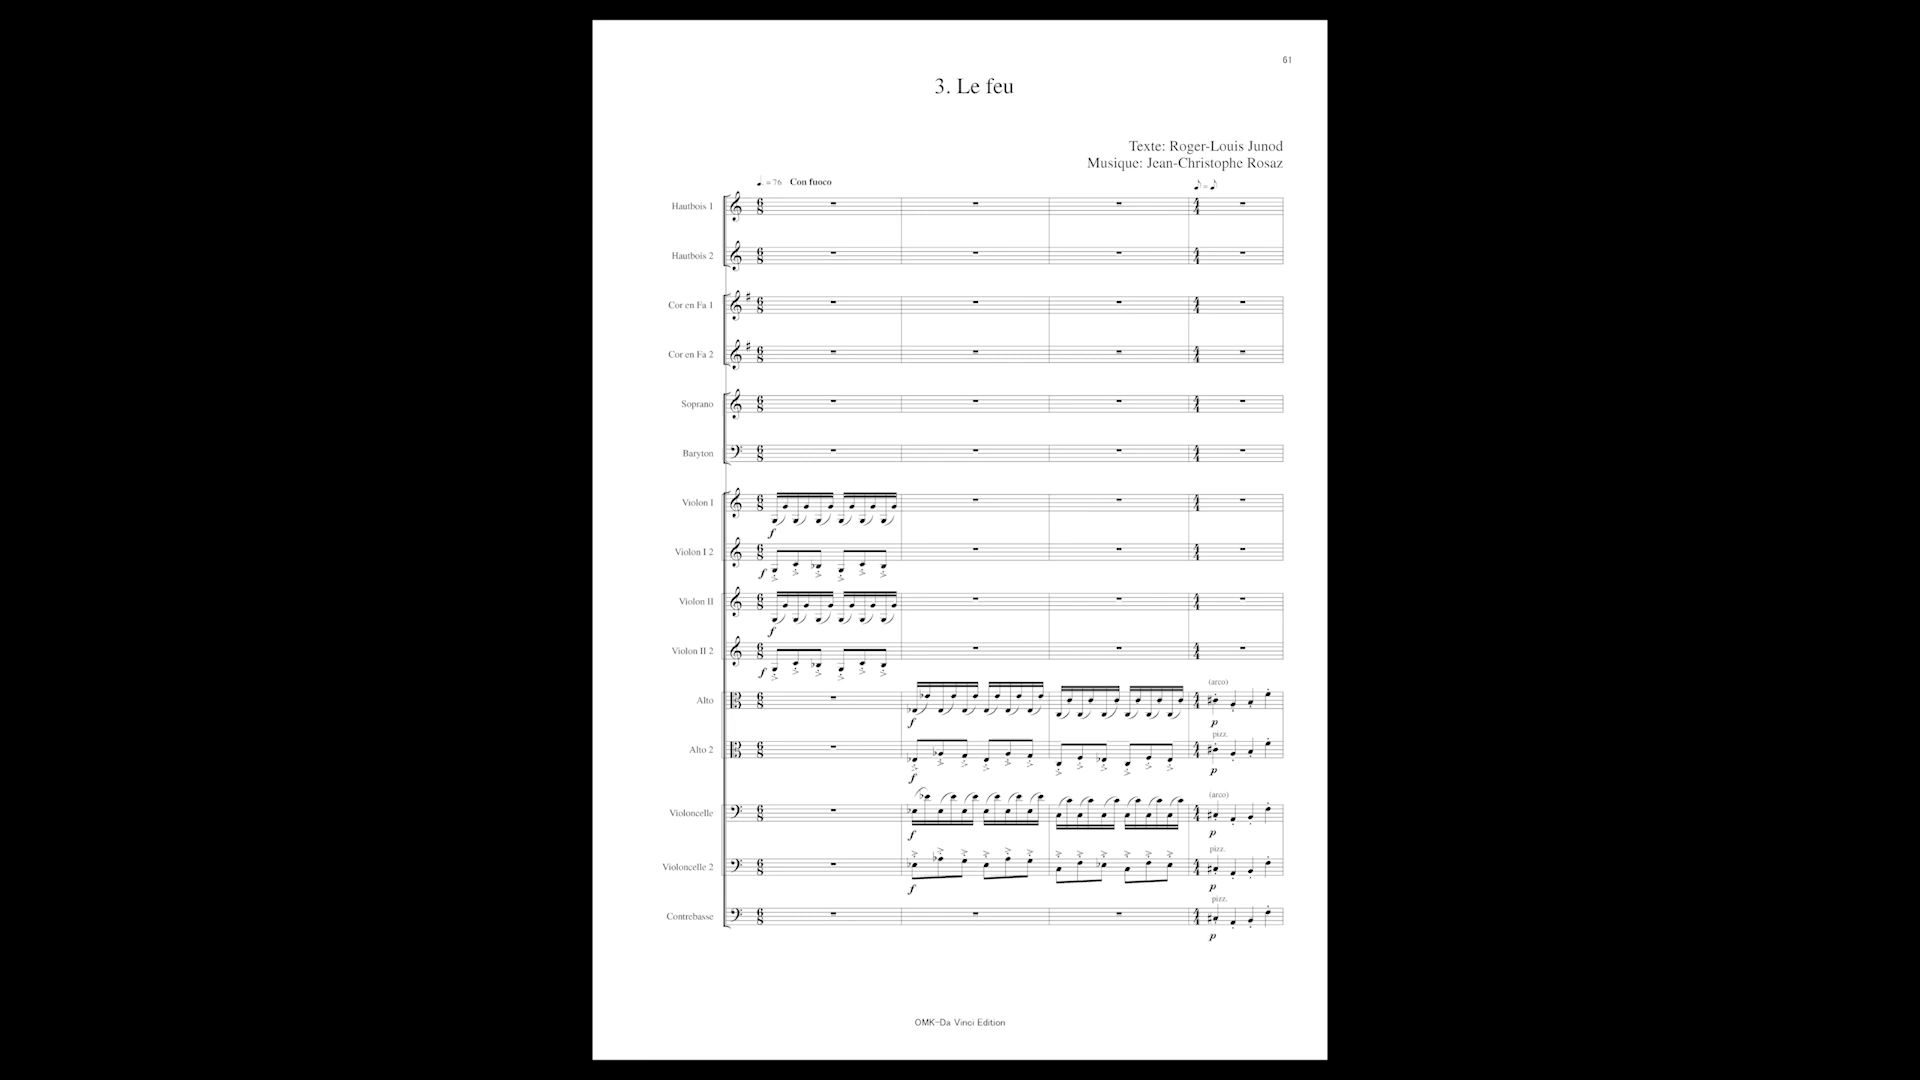 61
3. Le feu
Texte: Roger-Louis Junod
Musique: Jean-Christophe Rosaz
= 76 Con fuoco
=
Hautbois 1
Hautbois 2
Cor en Fa 1
Cor en Fa 2
Soprano
Baryton
Violon I
f
Violon I 2
f
Violon II
f
Violon II 2
f
(arco)
Alto
f
p
pizz.
Alto 2
f
p
(arco)
Violoncelle
f
p
pizz.
Violoncelle 2
f
p
pizz.
Contrebasse
p
OMK-Da Vinci Edition